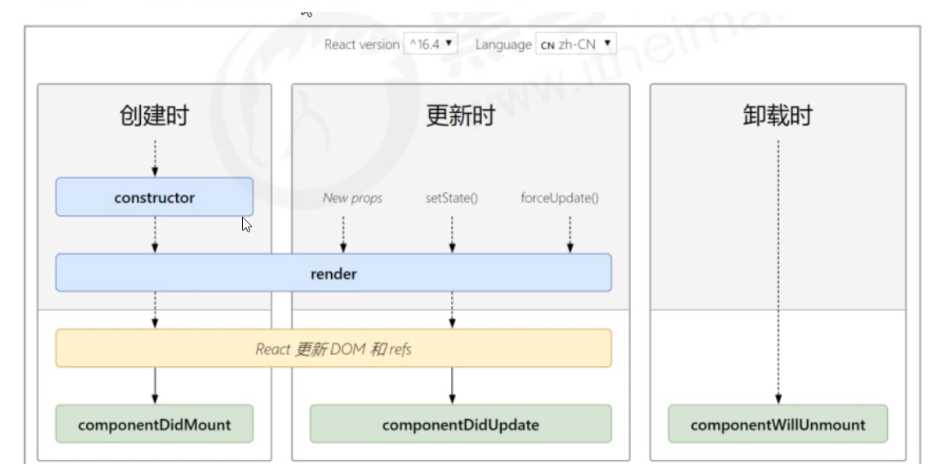 React version ^16.4 ▼ Language CN zh-CN ▼
创建时 更新时 卸载时
constructor New props setState() forceUpdate()
render
React 更新 DOM 和 refs
componentDidMount componentDidUpdate componentWillUnmount
www.itheima.